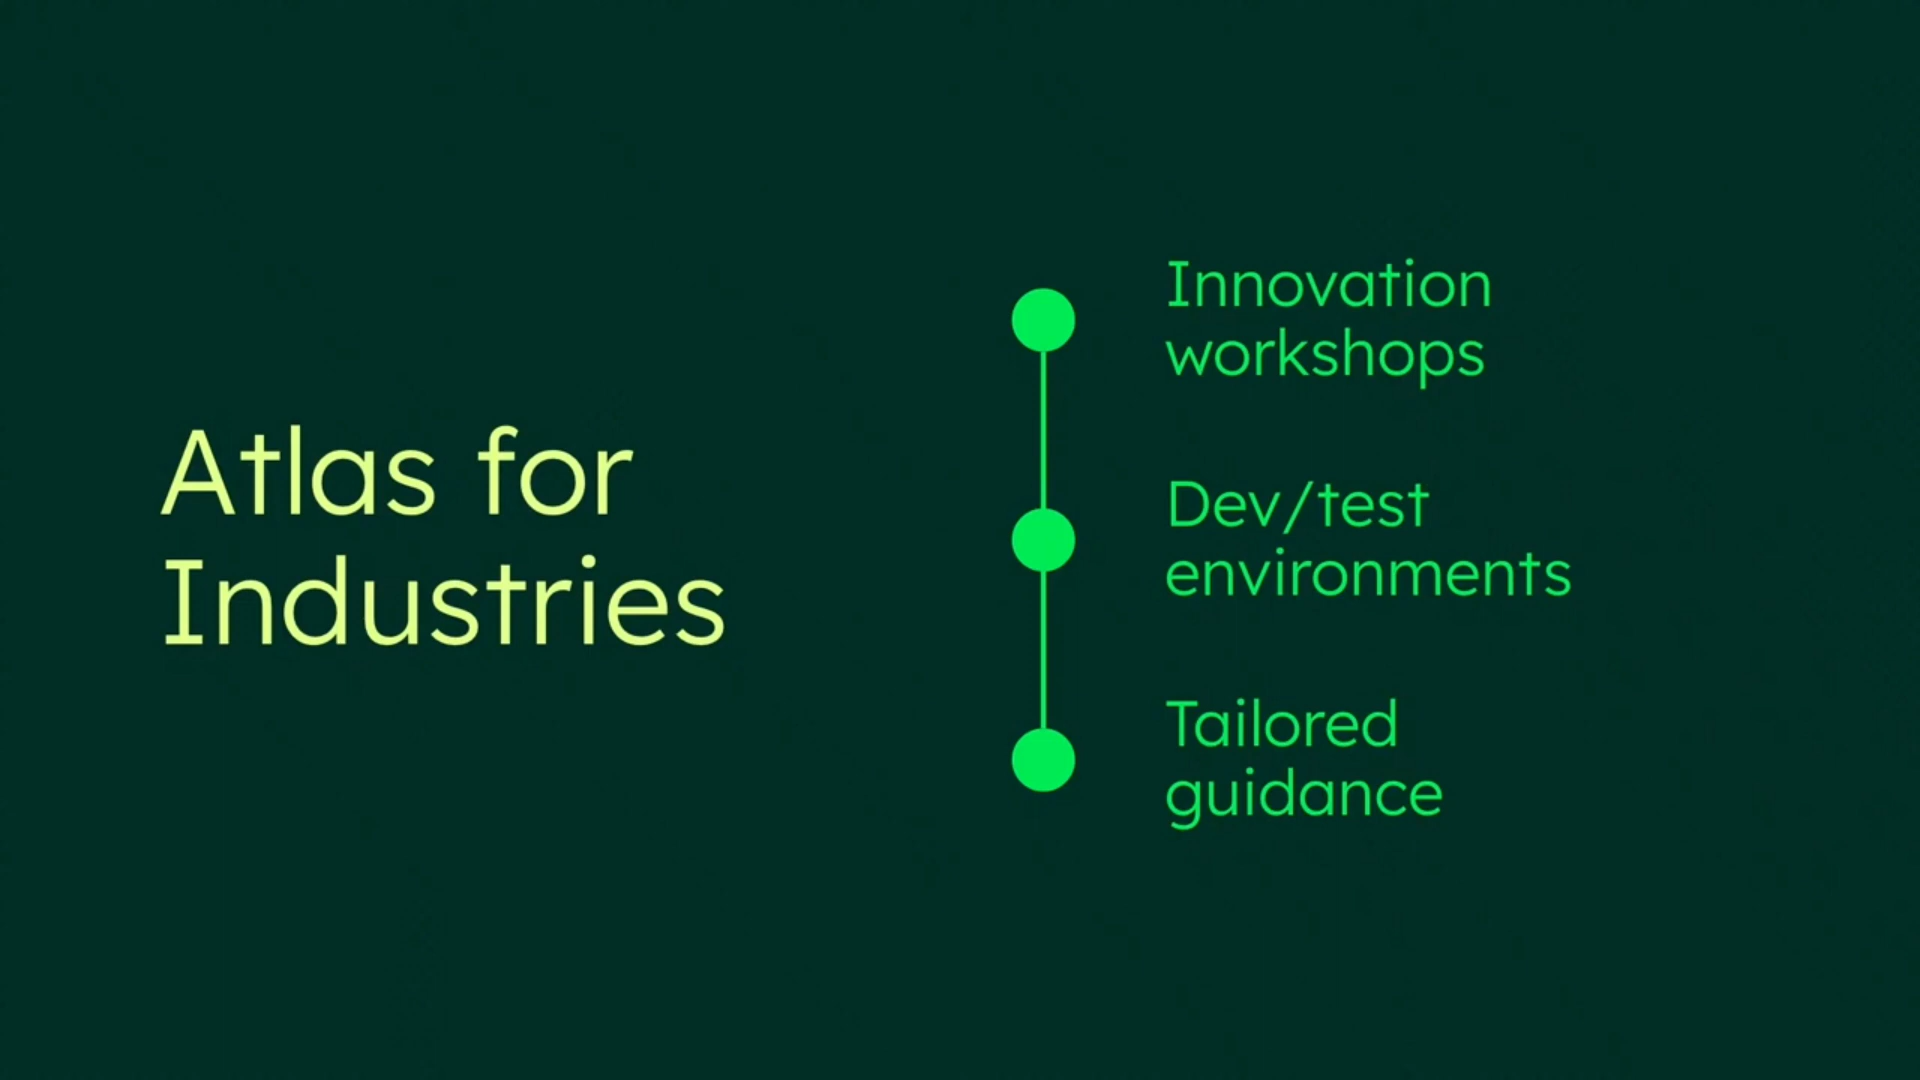 Atlas for
Industries
Innovation
workshops
Dev/test
environments
Tailored
guidance